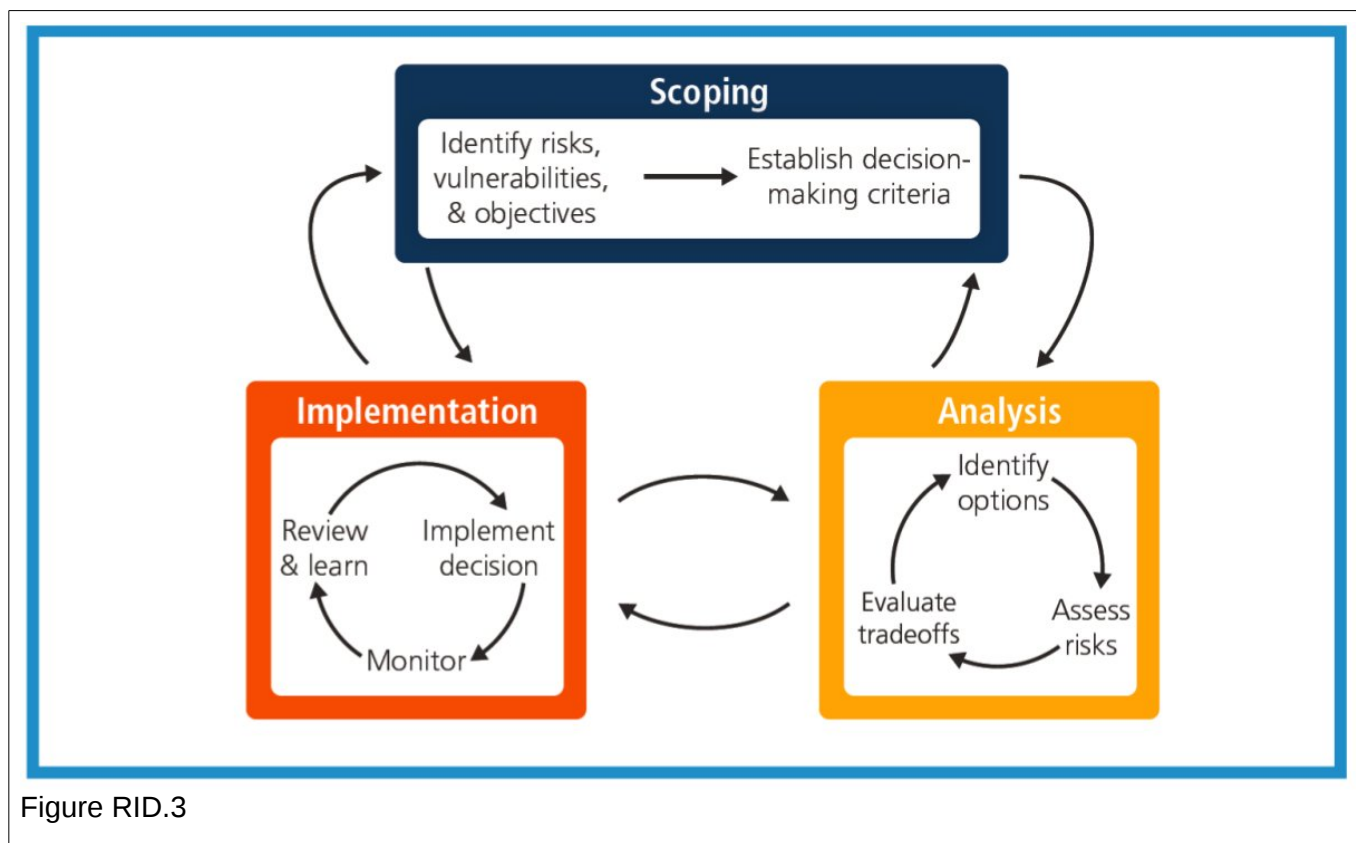 Scoping
Identify risks,
vulnerabilities,
& objectives
Establish decision-
making criteria
Implementation
Review
& learn
Implement
decision
Monitor
Analysis
Identify
options
Assess
risks
Evaluate
tradeoffs
Figure RID.3